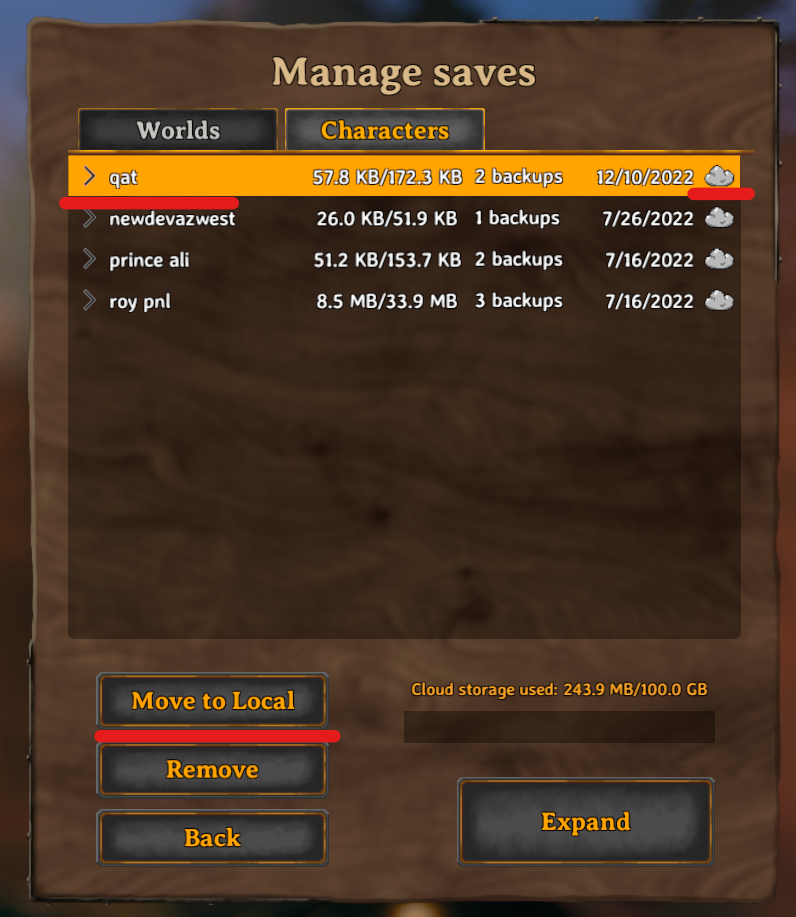 Manage saves
Worlds Characters
qat 57.8 KB/172.3 KB 2 backups 12/10/2022
newdevazwest 26.0 KB/51.9 KB 1 backups 7/26/2022
prince ali 51.2 KB/153.7 KB 2 backups 7/16/2022
roy pnl 8.5 MB/33.9 MB 3 backups 7/16/2022
Move to Local
Cloud storage used: 243.9 MB/100.0 GB
Remove
Expand
Back